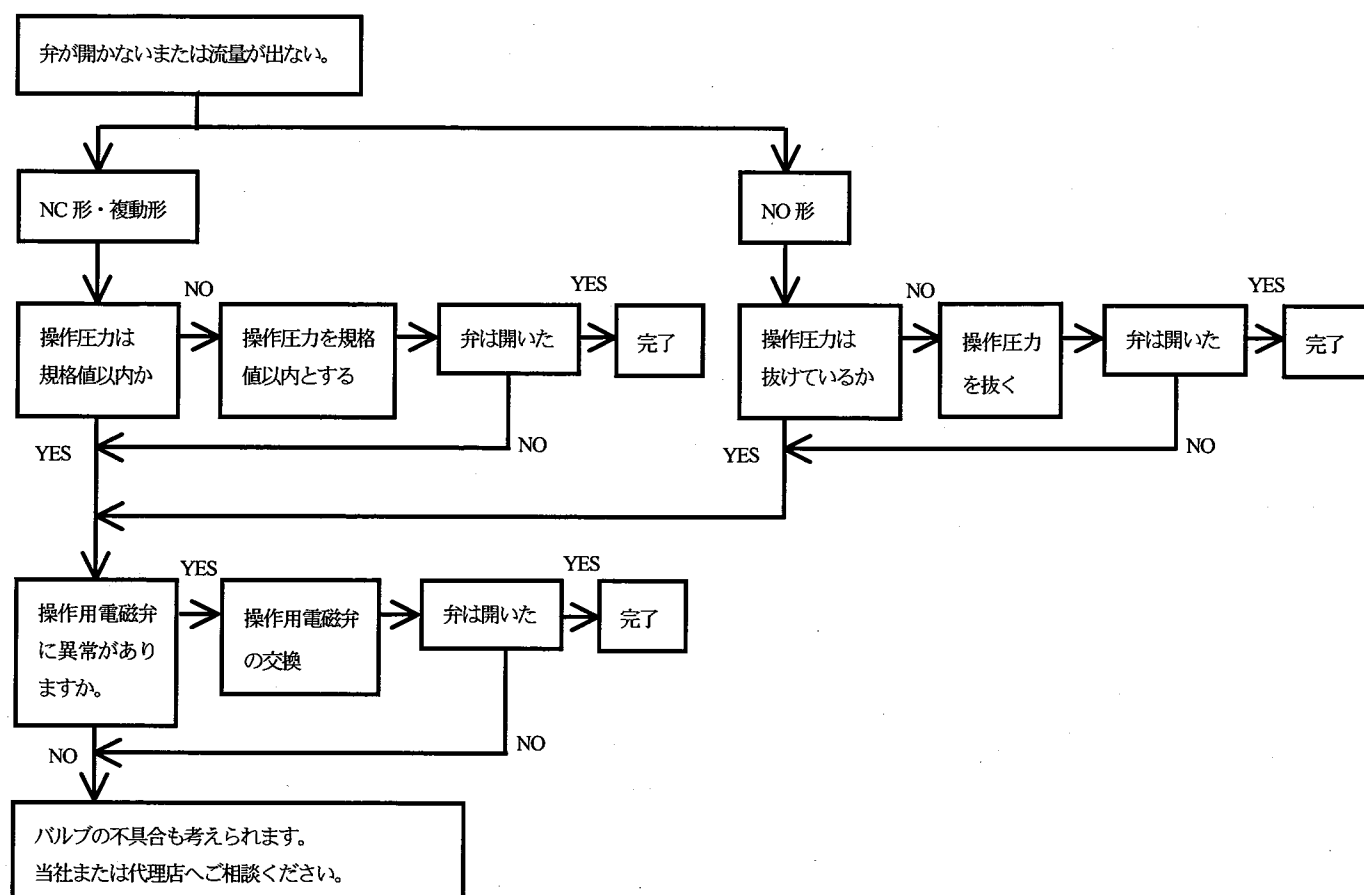 弁が開かないまたは流量が出ない。
NC 形・複動形
NO 形
NO
YES
NO
YES
操作圧力は
規格値以内か
操作圧力を規格
値以内とする
弁は開いた
完了
操作圧力は
抜けているか
操作圧力
を抜く
弁は開いた
完了
YES
NO
YES
NO
YES
YES
操作用電磁弁
に異常があり
ますか。
操作用電磁弁
の交換
弁は開いた
完了
NO
NO
バルブの不具合も考えられます。
当社または代理店へご相談ください。